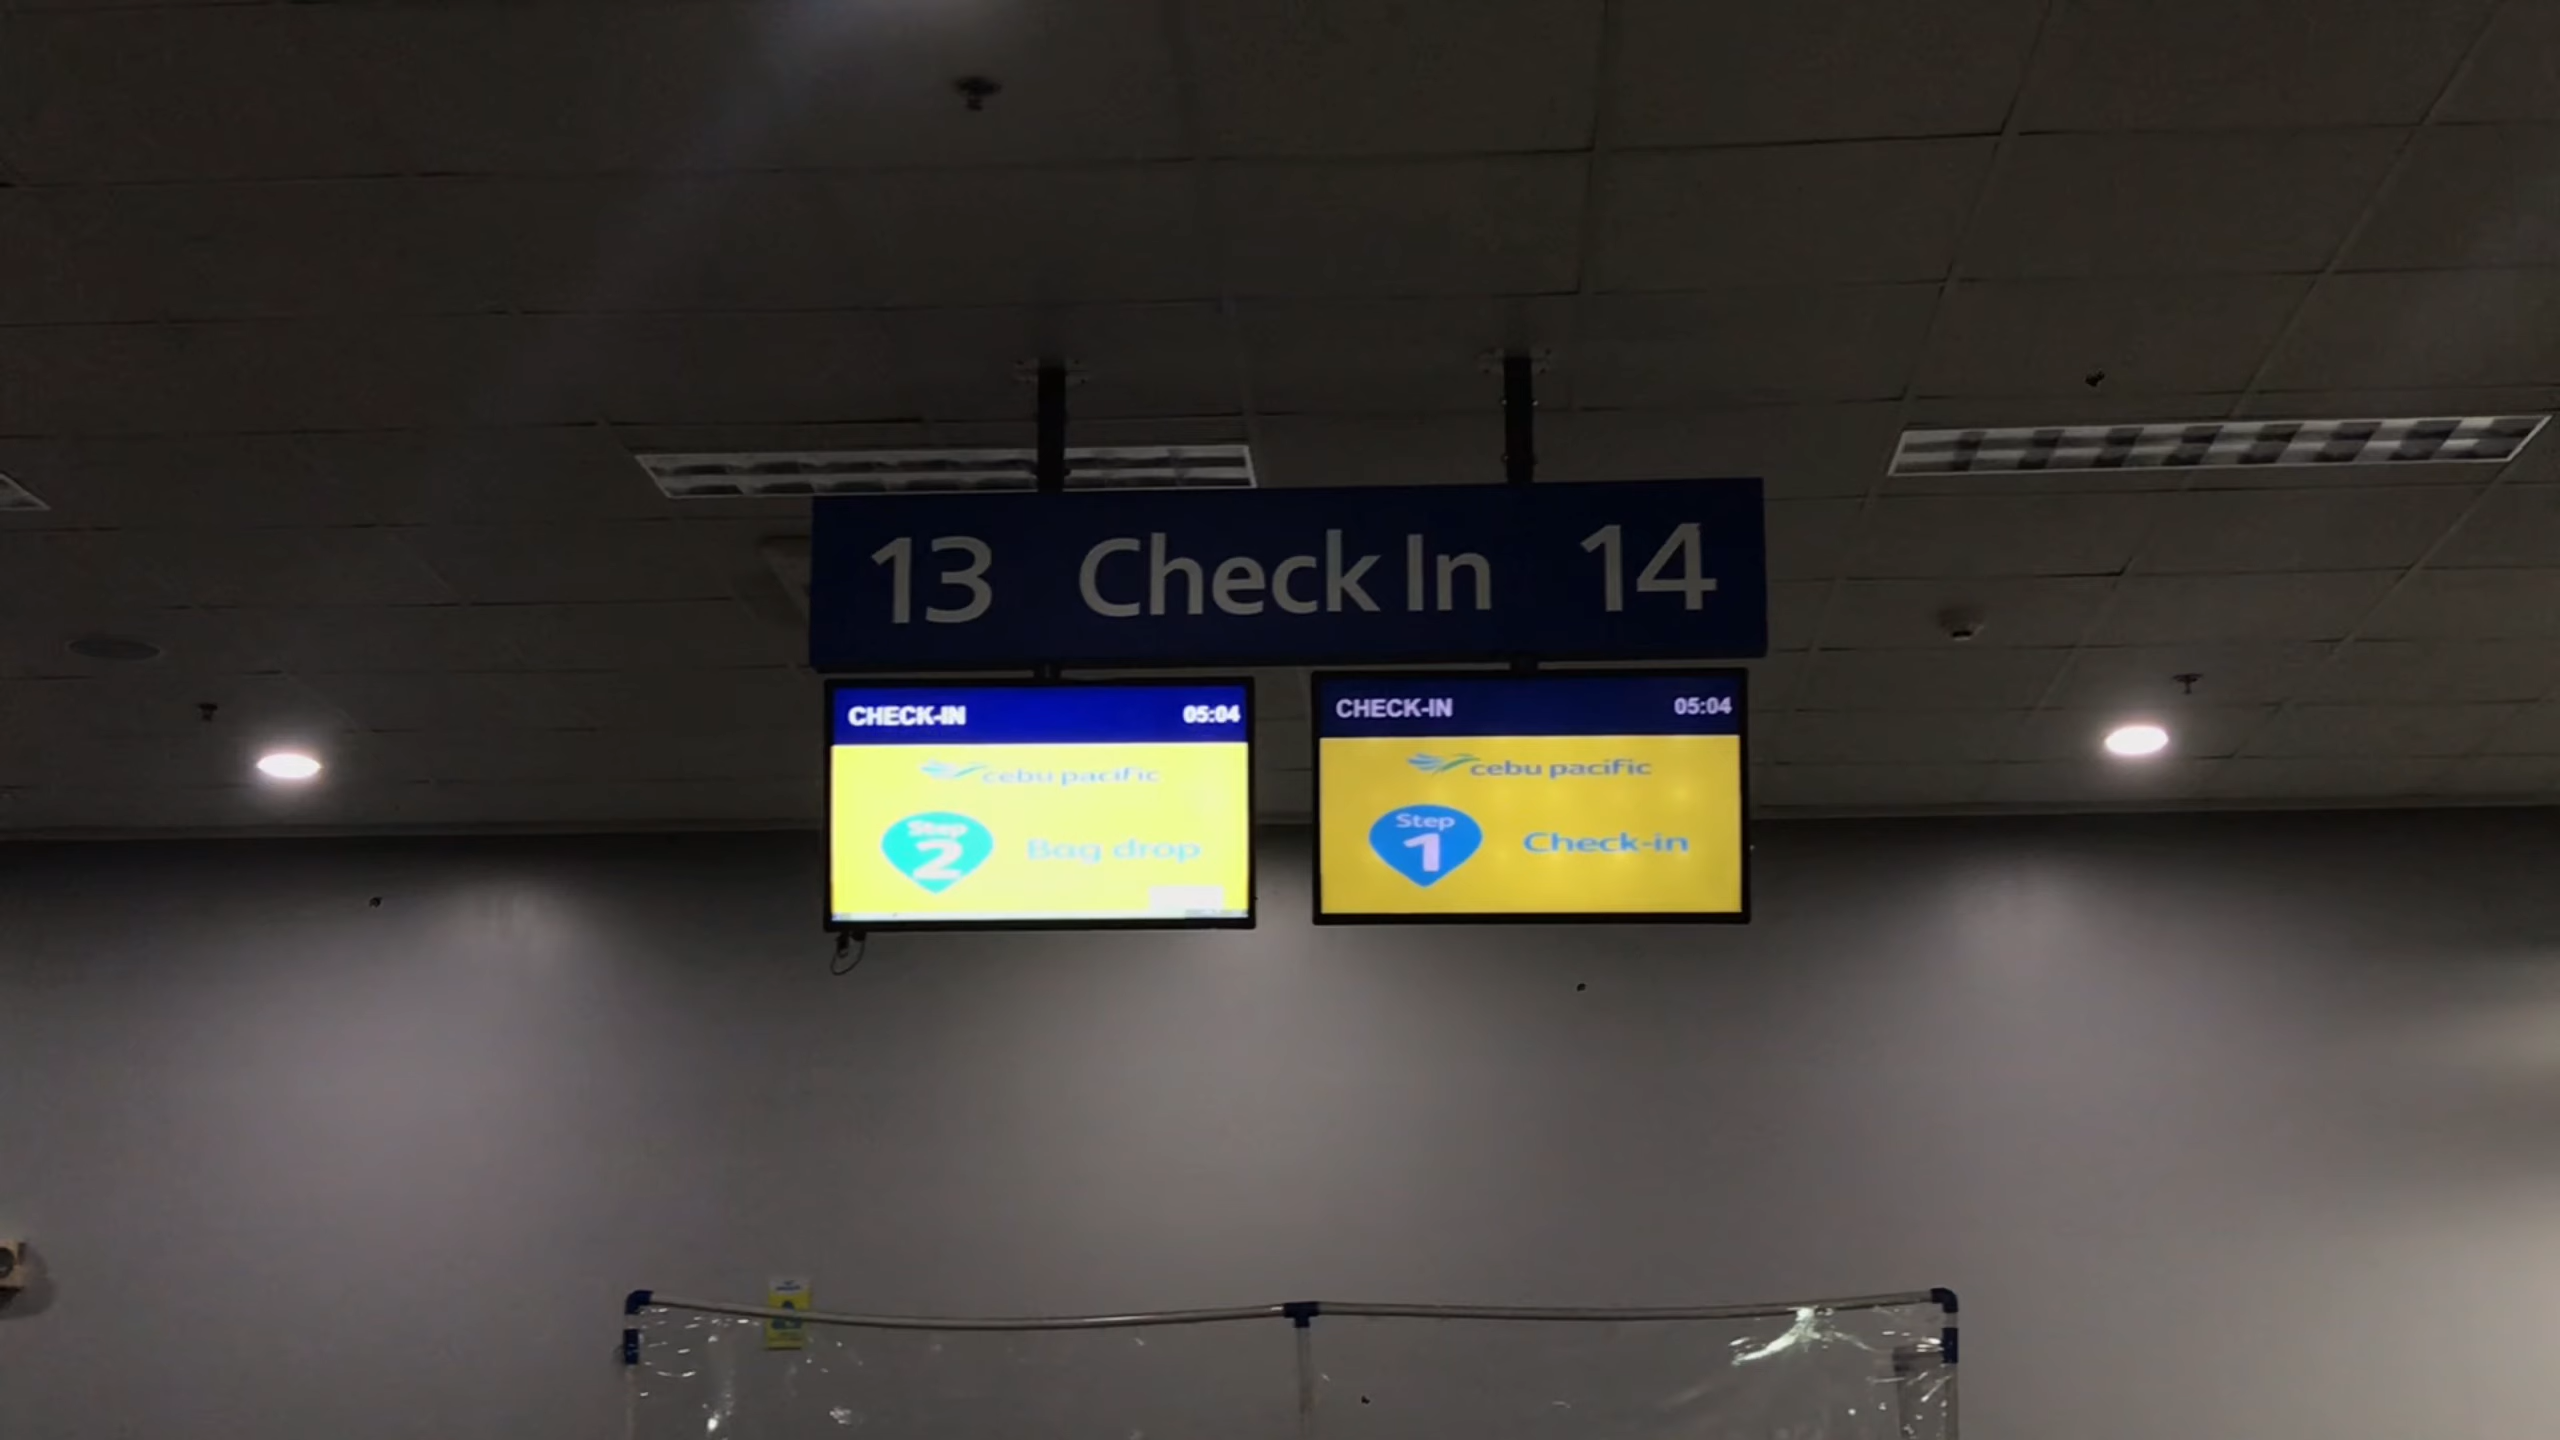 13 Check In 14
CHECK-IN 05:04
cebu pacific
Step
2
Bag drop
CHECK-IN 05:04
cebu pacific
Step
1
Check-in